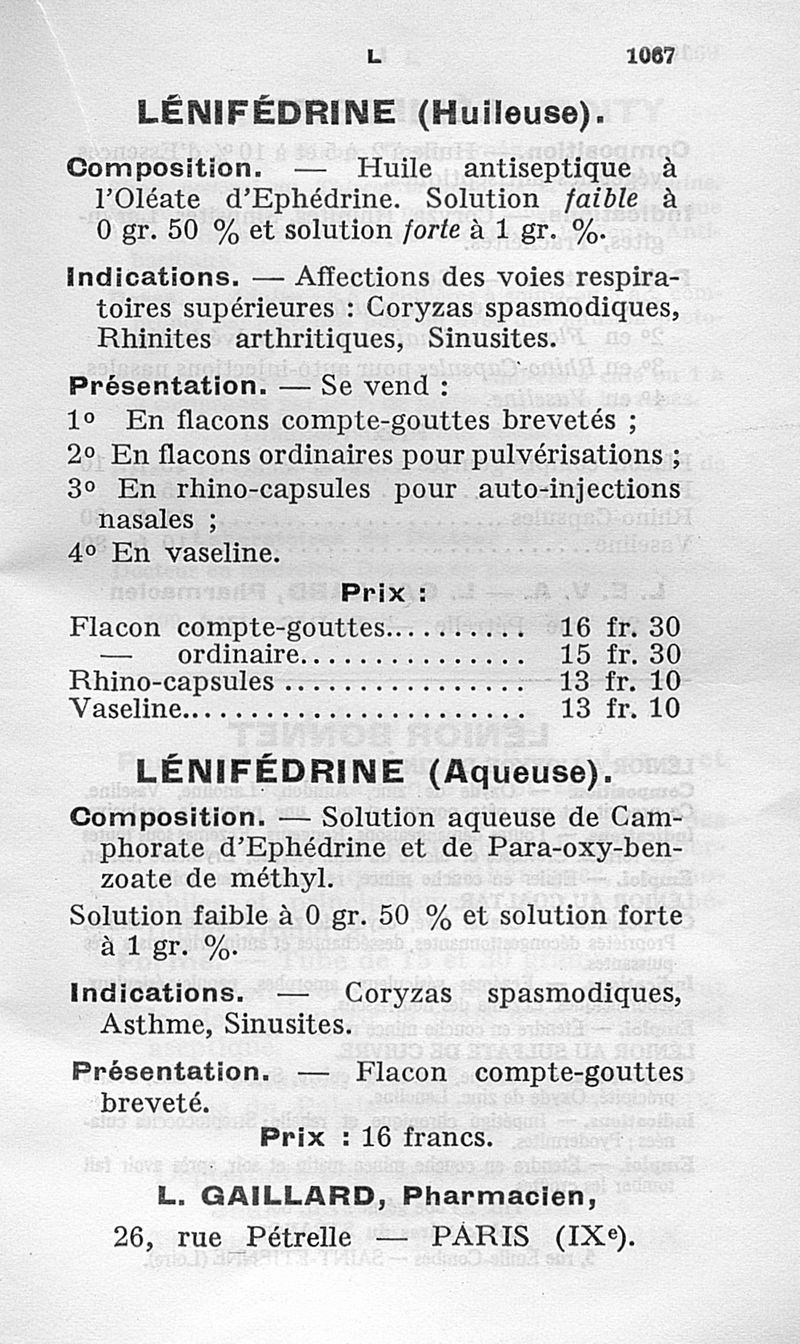 L 1067
LÉNIFÉDRINE (Huileuse).
Composition. — Huile antiseptique à
l'Oléate d'Ephédrine. Solution faible à
0 gr. 50 % et solution forte à 1 gr. %.
Indications. — Affections des voies respira-
toires supérieures : Coryzas spasmodiques,
Rhinites arthritiques, Sinusites.
Présentation. — Se vend :
1º En flacons compte-gouttes brevetés ;
2º En flacons ordinaires pour pulvérisations ;
3º En rhino-capsules pour auto-injections
nasales ;
4º En vaseline.
Prix :
Flacon compte-gouttes........... 16 fr. 30
— ordinaire................. 15 fr. 30
Rhino-capsules .................. 13 fr. 10
Vaseline.......................... 13 fr. 10
LÉNIFÉDRINE (Aqueuse).
Composition. — Solution aqueuse de Cam-
phorate d'Ephédrine et de Para-oxy-ben-
zoate de méthyl.
Solution faible à 0 gr. 50 % et solution forte
à 1 gr. %.
Indications. — Coryzas spasmodiques,
Asthme, Sinusites.
Présentation. — Flacon compte-gouttes
breveté.
Prix : 16 francs.
L. GAILLARD, Pharmacien,
26, rue Pétrelle — PARIS (IXe).